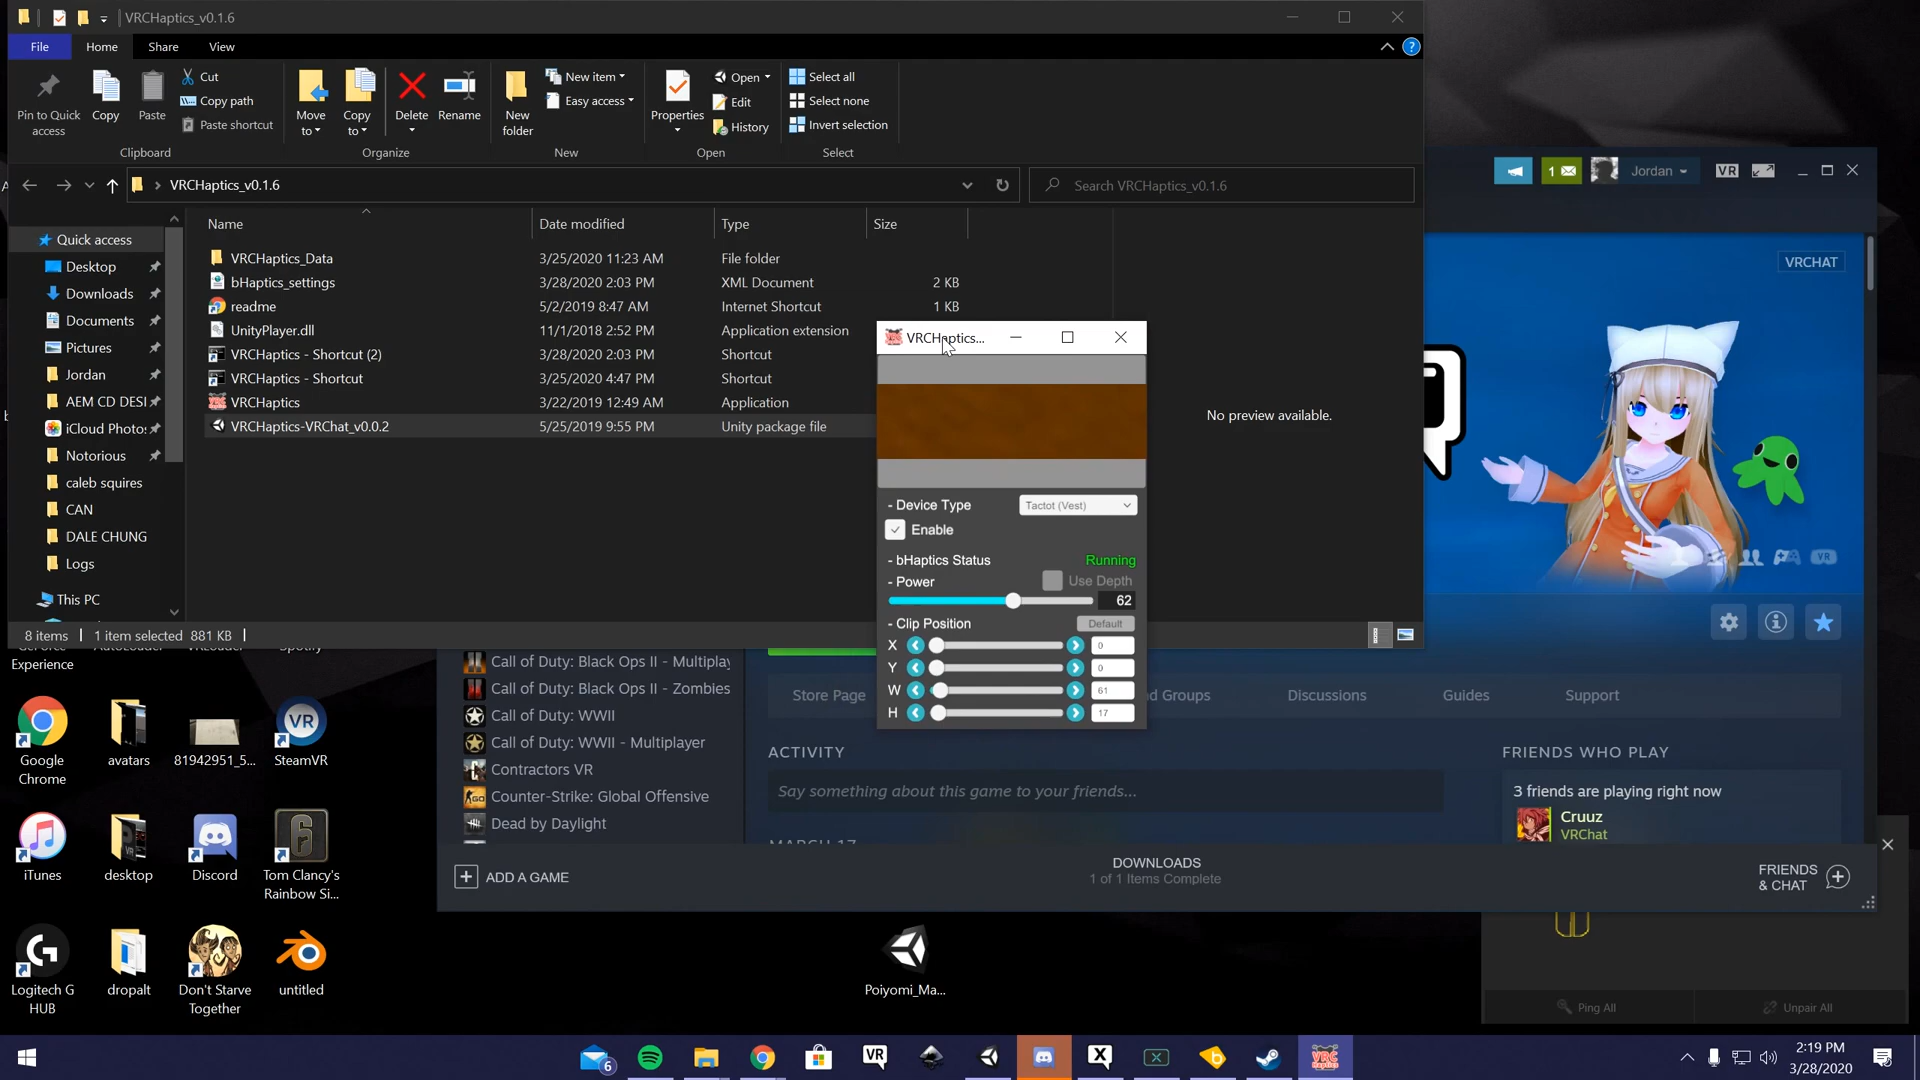 VRCHaptics_v0.1.6
File
Home
Share
View
Pin to Quick access
Copy
Paste
Cut
Copy path
Paste shortcut
Clipboard
Move to
Copy to
Delete
Rename
Organize
New folder
New item
Easy access
New
Properties
Open
Edit
History
Open
Select all
Select none
Invert selection
Select
VRCHaptics_v0.1.6
Search VRCHaptics_v0.1.6
Quick access
Desktop
Downloads
Documents
Pictures
Jordan
AEM CD DESI
iCloud Photo:
Notorious
caleb squires
CAN
DALE CHUNG
Logs
This PC
Name
Date modified
Type
Size
VRCHaptics_Data 3/25/2020 11:23 AM File folder
bHaptics_settings 3/28/2020 2:03 PM XML Document 2 KB
readme 5/2/2019 8:47 AM Internet Shortcut 1 KB
UnityPlayer.dll 11/1/2018 2:52 PM Application extension
VRCHaptics - Shortcut (2) 3/28/2020 2:03 PM Shortcut
VRCHaptics - Shortcut 3/25/2020 4:47 PM Shortcut
VRCHaptics 3/22/2019 12:49 AM Application
VRCHaptics-VRChat_v0.0.2 5/25/2019 9:55 PM Unity package file
No preview available.
8 items
1 item selected 881 KB
VRCHaptics...
- Device Type
Tactot (Vest)
Enable
- bHaptics Status
Running
- Power
Use Depth
62
- Clip Position
Default
X 0
Y 0
W 61
H 17
1
Jordan
VR
VRCHAT
VR
Store Page
nd Groups
Discussions
Guides
Support
ACTIVITY
Say something about this game to your friends...
MARCH 17
FRIENDS WHO PLAY
3 friends are playing right now
Cruuz
VRChat
Call of Duty: Black Ops II - Multipla
Call of Duty: Black Ops II - Zombies
Call of Duty: WWII
Call of Duty: WWII - Multiplayer
Contractors VR
Counter-Strike: Global Offensive
Dead by Daylight
ADD A GAME
DOWNLOADS
1 of 1 Items Complete
FRIENDS & CHAT
Ping All
Unpair All
Experience
Google Chrome
avatars
81942951_5...
VR
SteamVR
iTunes
VR
desktop
Discord
6
Tom Clancy's Rainbow Si...
Logitech G HUB
dropalt
Don't Starve Together
untitled
Poiyomi_Ma...
6
VR
X
X
VRC
2:19 PM
3/28/2020